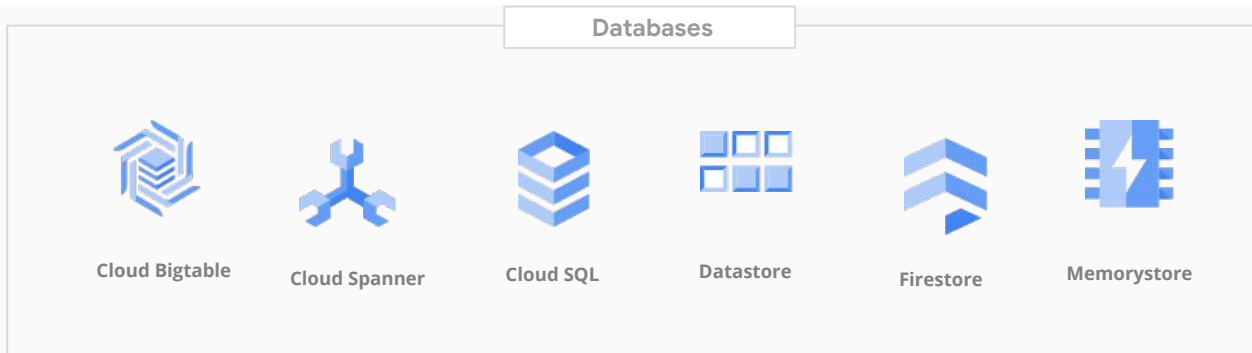 Databases
Cloud Bigtable
Cloud Spanner
Cloud SQL
Datastore
Firestore
Memorystore